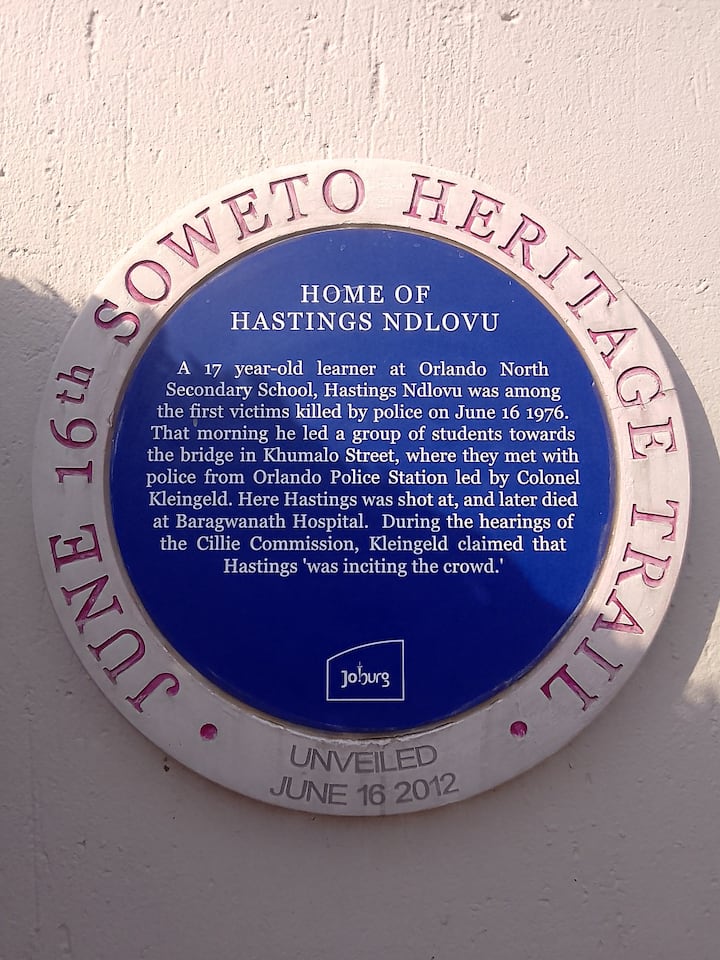 JUNE 16th SOWETO HERITAGE TRAIL
HOME OF
HASTINGS NDLOVU
A 17 year-old learner at Orlando North
Secondary School, Hastings Ndlovu was among
the first victims killed by police on June 16 1976.
That morning he led a group of students towards
the bridge in Khumalo Street, where they met with
police from Orlando Police Station led by Colonel
Kleingeld. Here Hastings was shot at, and later died
at Baragwanath Hospital. During the hearings of
the Cillie Commission, Kleingeld claimed that
Hastings 'was inciting the crowd.'
Joburg
UNVEILED
JUNE 16 2012